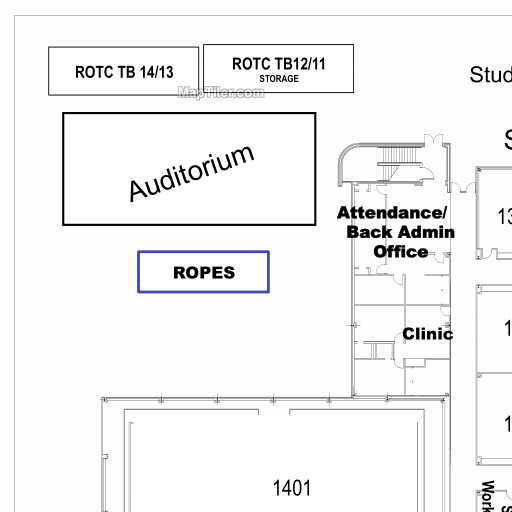 ROTC TB 14/13
ROTC TB12/11
STORAGE
MapTiler.com
Stud
Auditorium
S
Attendance/
Back Admin
Office
13
ROPES
Clinic
1
1
1401
Work
S